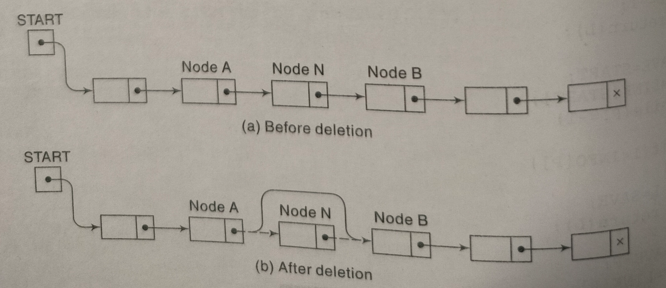 START
Node A Node N Node B
x
(a) Before deletion
START
Node A Node N Node B
x
(b) After deletion